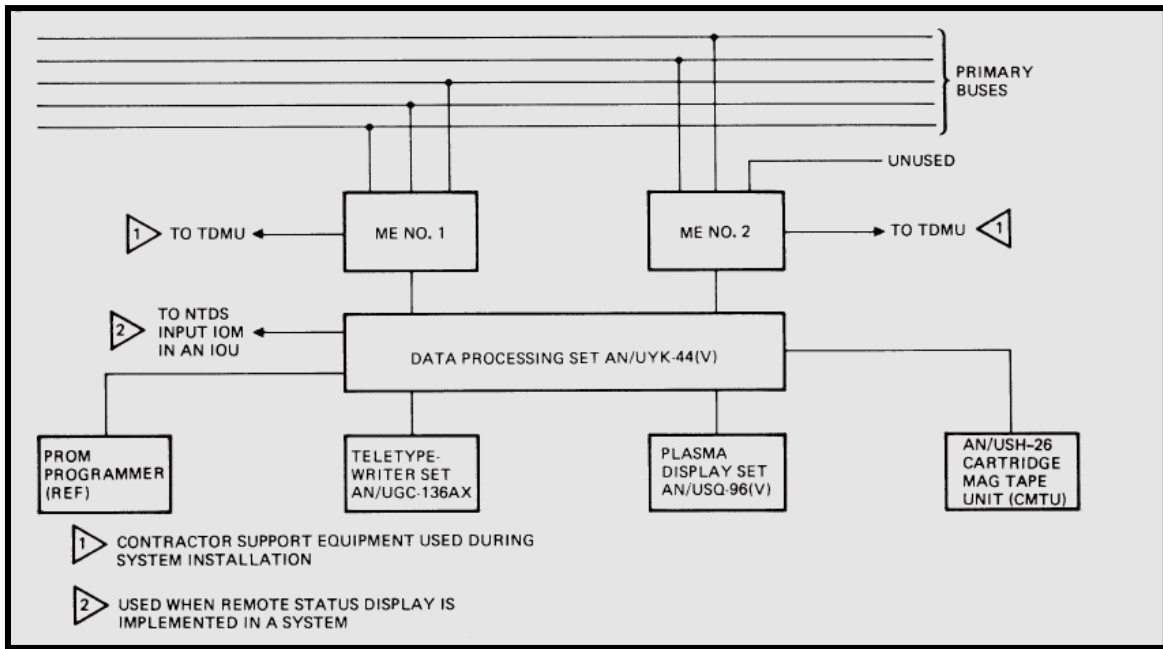 PRIMARY
BUSES
UNUSED
1
TO TDMU
ME NO. 1
ME NO. 2
TO TDMU
1
2
TO NTDS
INPUT IOM
IN AN IOU
DATA PROCESSING SET AN/UYK-44(V)
PROM
PROGRAMMER
(REF)
TELETYPE-
WRITER SET
AN/UGC-136AX
PLASMA
DISPLAY SET
AN/USQ-96(V)
AN/USH-26
CARTRIDGE
MAG TAPE
UNIT (CMTU)
1
CONTRACTOR SUPPORT EQUIPMENT USED DURING
SYSTEM INSTALLATION
2
USED WHEN REMOTE STATUS DISPLAY IS
IMPLEMENTED IN A SYSTEM